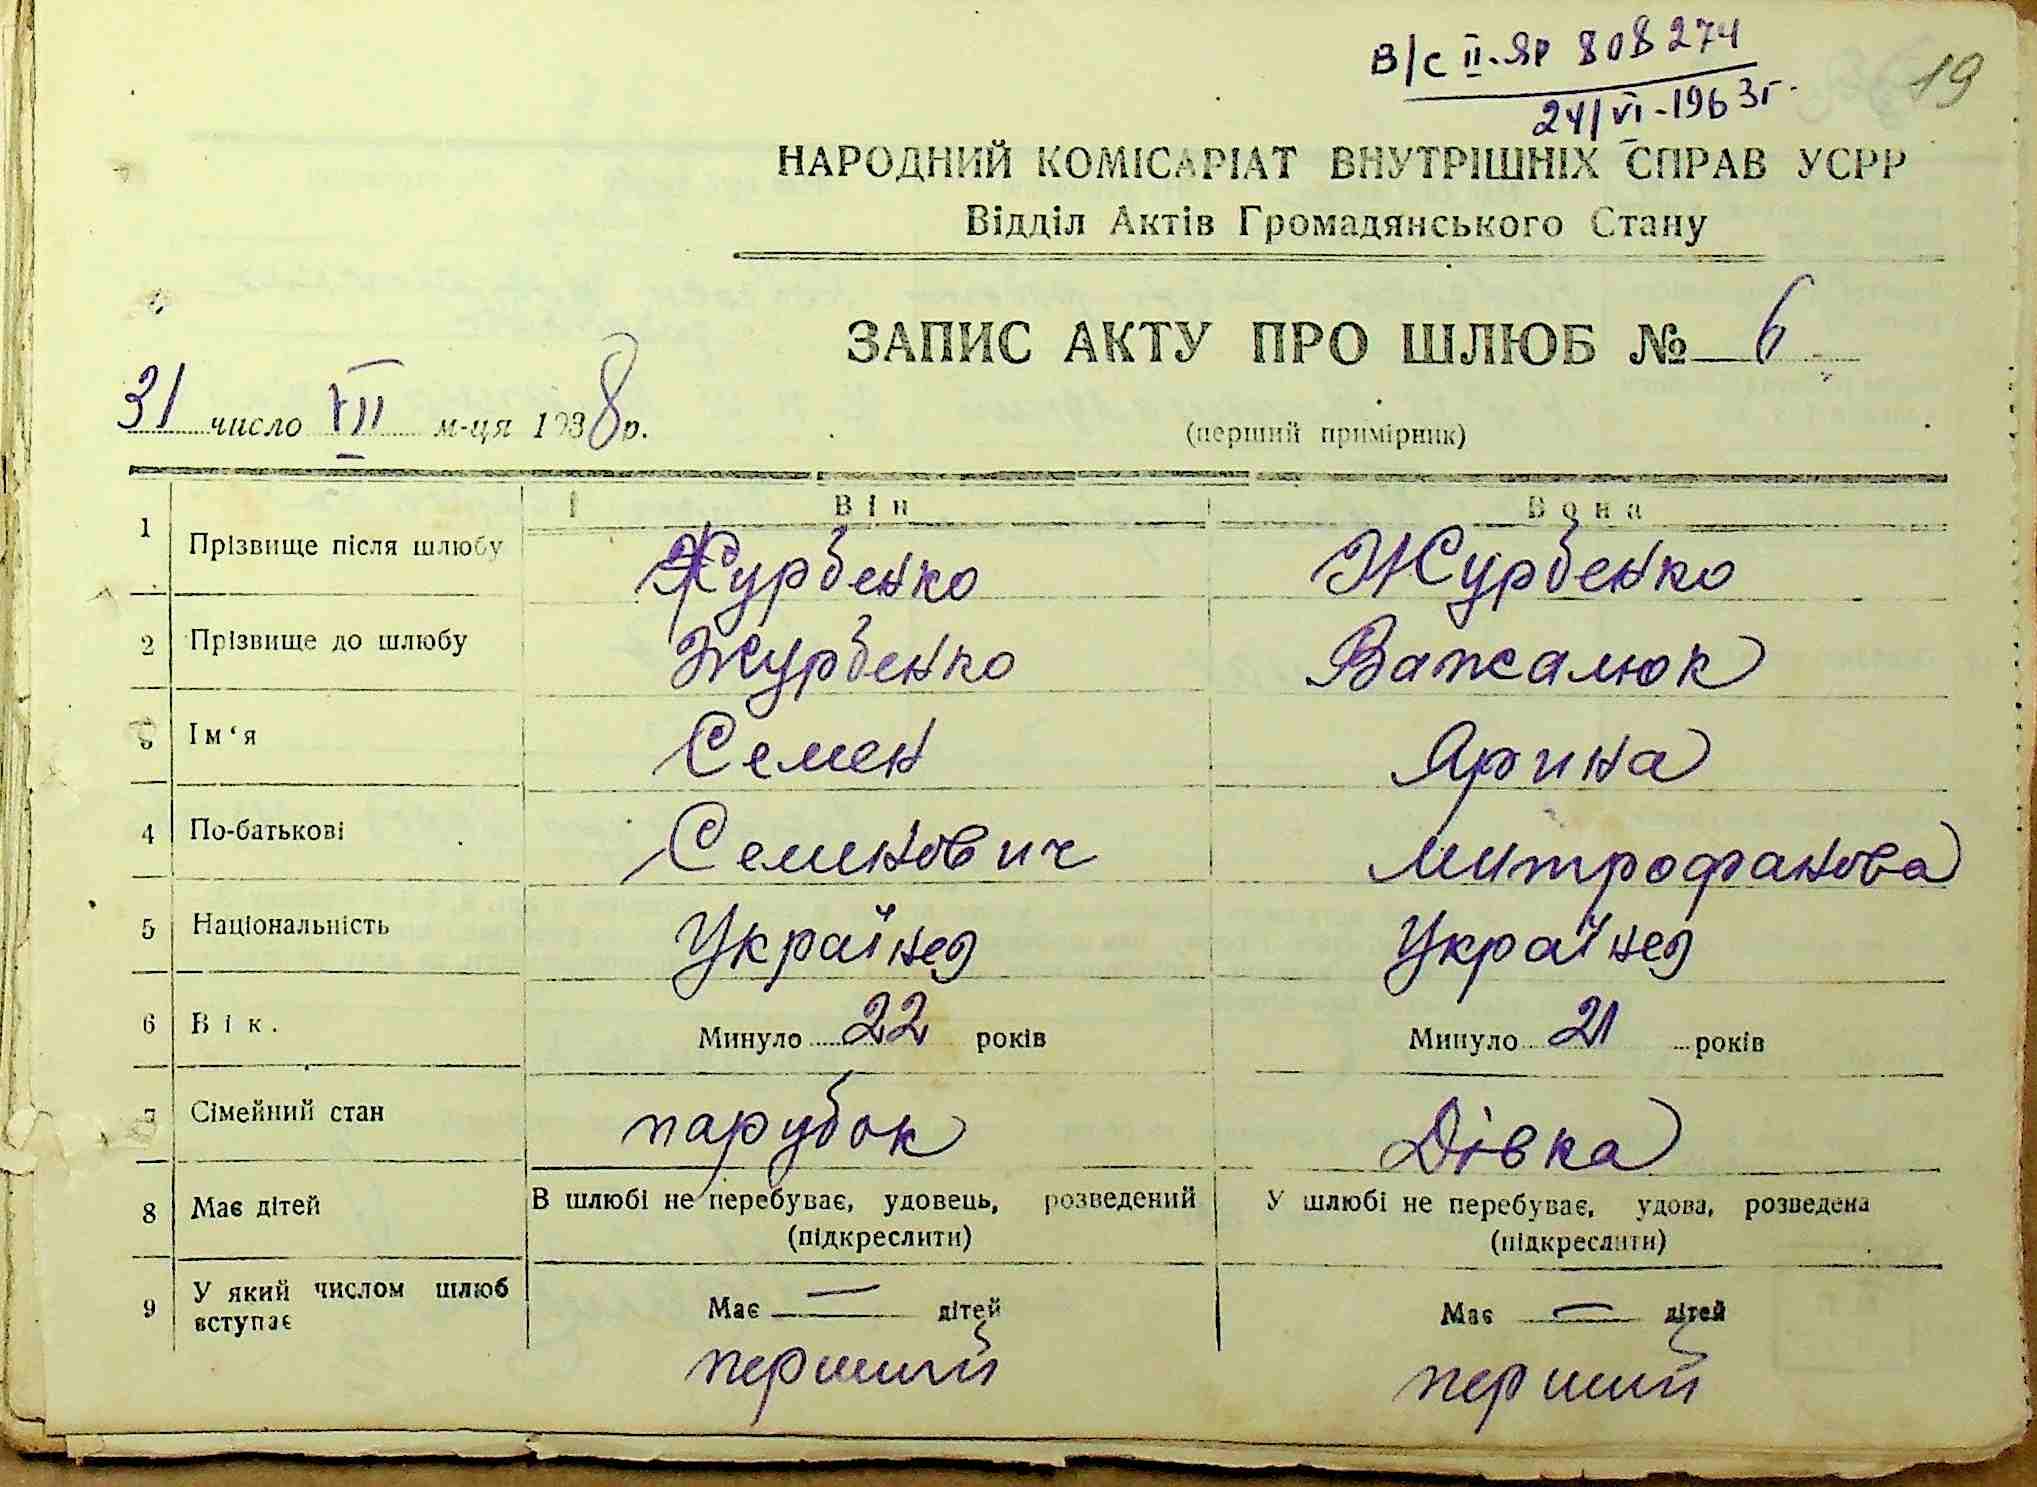 В/с II-ЯР 808274
24/VI-1963г.
19
НАРОДНИЙ КОМІСАРІАТ ВНУТРІШНІХ СПРАВ УСРР
Відділ Актів Громадянського Стану
ЗАПИС АКТУ ПРО ШЛЮБ № 6
31 число VII м-ця 1938р.
(перший примірник)
Він Вона
1 Прізвище після шлюбу Журбенко Журбенко
2 Прізвище до шлюбу Журбенко Важалюк
3 Ім‘я Семен Ярина
4 По-батькові Семенович Митрофанова
5 Національність Українец Українец
6 Вік. Минуло 22 років Минуло 21 років
7 Сімейний стан парубок Дівка
8 Має дітей В шлюбі не перебуває, удовець, розведений У шлюбі не перебуває, удова, розведена
(підкреслити) (підкреслити)
9 У який числом шлюб вступає Має — дітей Має — дітей
перший перший